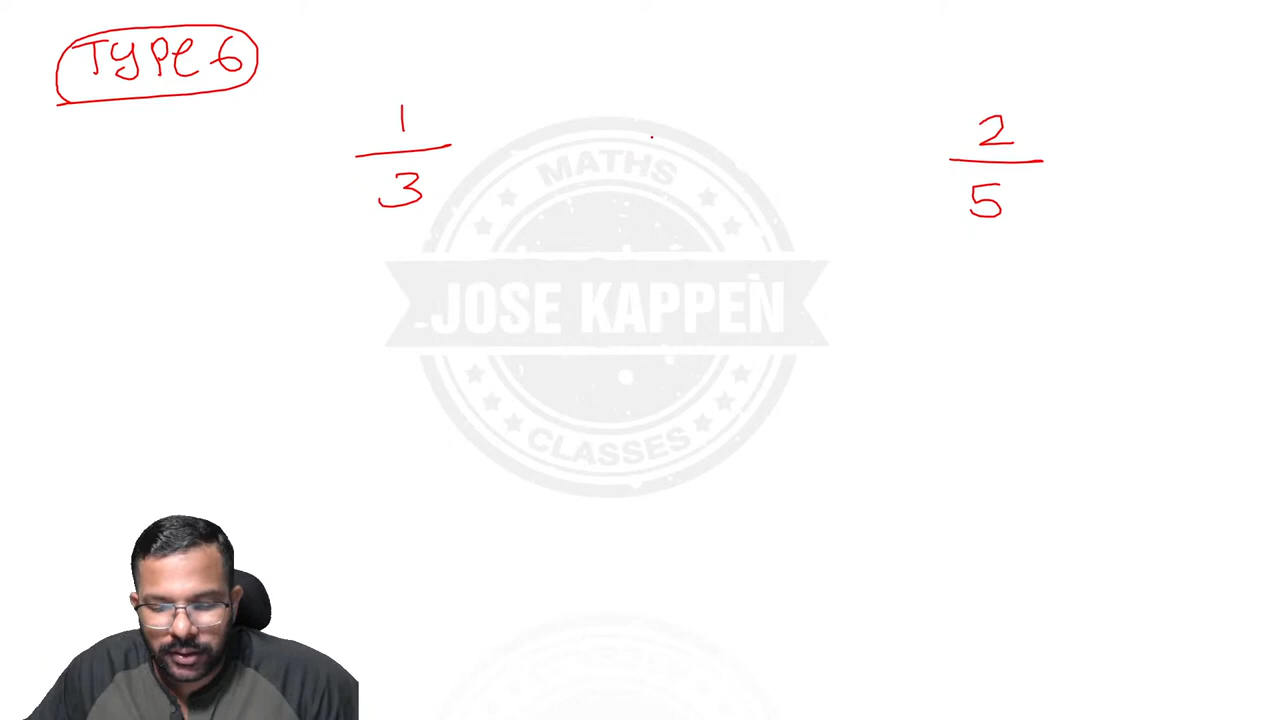 TYPE 6
1/3 2/5
MATHS
JOSE KAPPEN
CLASSES